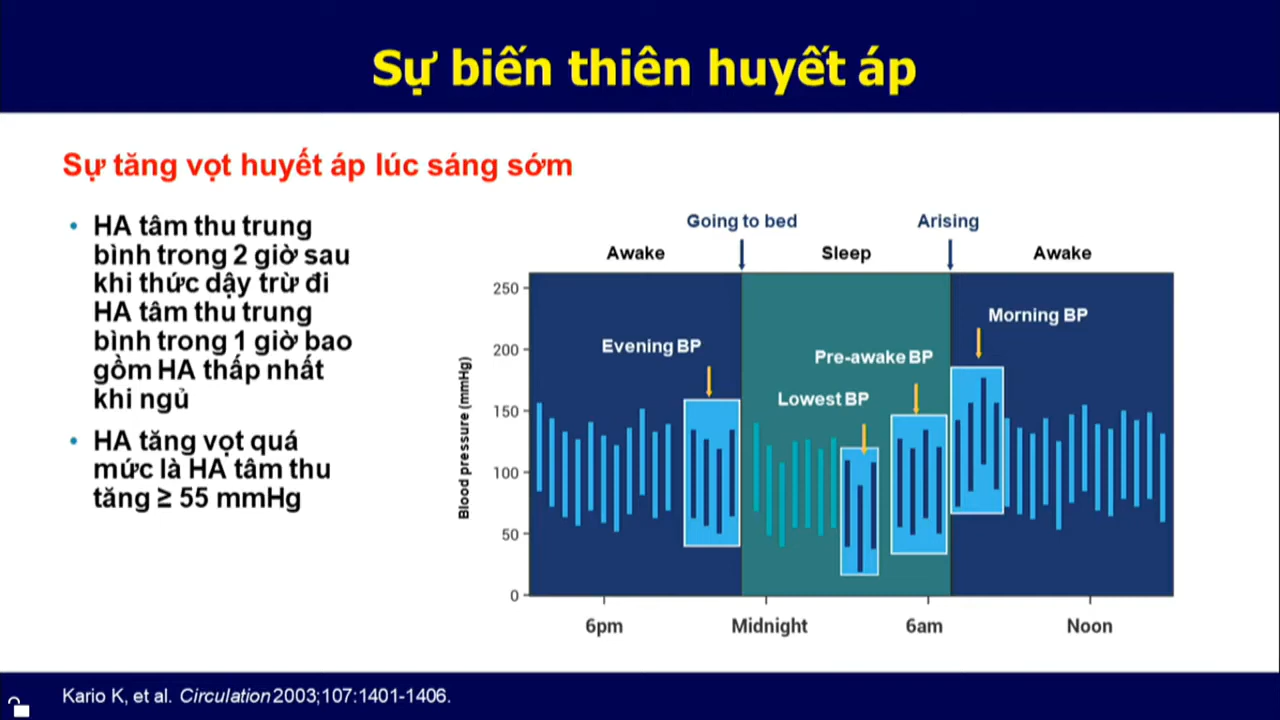 Sự biến thiên huyết áp
Sự tăng vọt huyết áp lúc sáng sớm
• HA tâm thu trung
bình trong 2 giờ sau
khi thức dậy trừ đi
HA tâm thu trung
bình trong 1 giờ bao
gồm HA thấp nhất
khi ngủ
• HA tăng vọt quá
mức là HA tâm thu
tăng ≥ 55 mmHg
Going to bed
Arising
Awake
Sleep
Awake
Blood pressure (mmHg)
250
200
150
100
50
0
Evening BP
Lowest BP
Pre-awake BP
Morning BP
6pm
Midnight
6am
Noon
Kario K, et al. Circulation 2003;107:1401-1406.